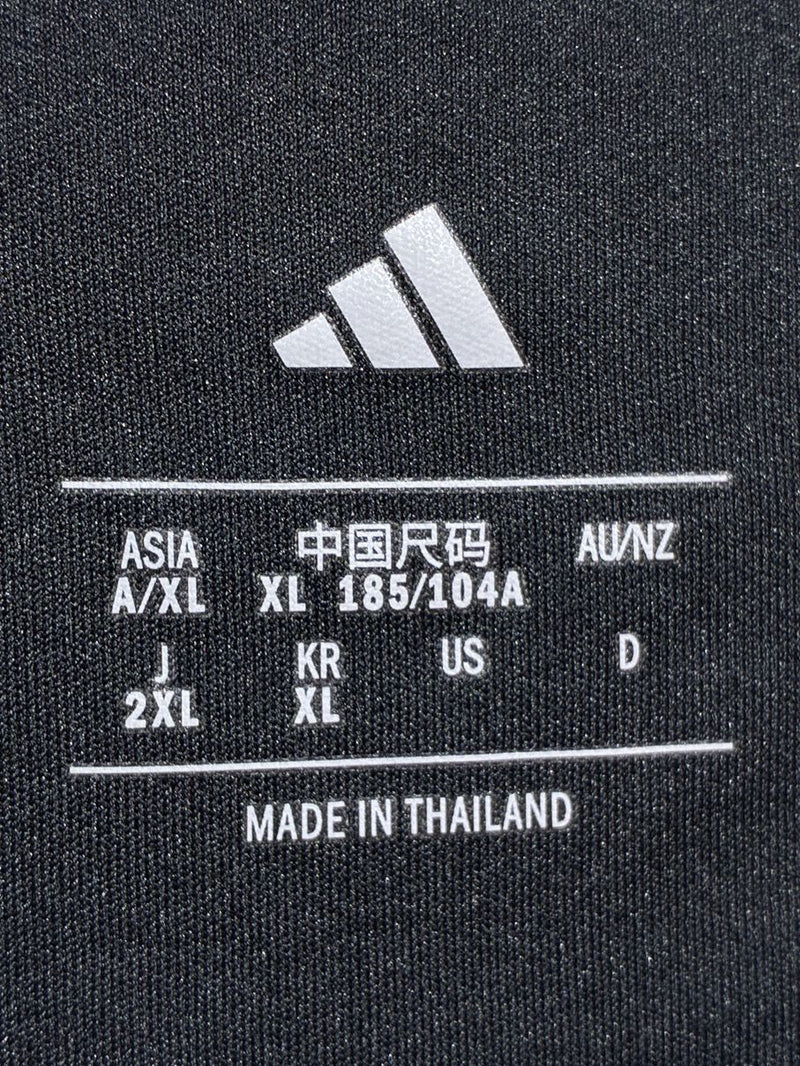 ASIA 中国尺码 AU/NZ
A/XL XL 185/104A
J KR US D
2XL XL
MADE IN THAILAND